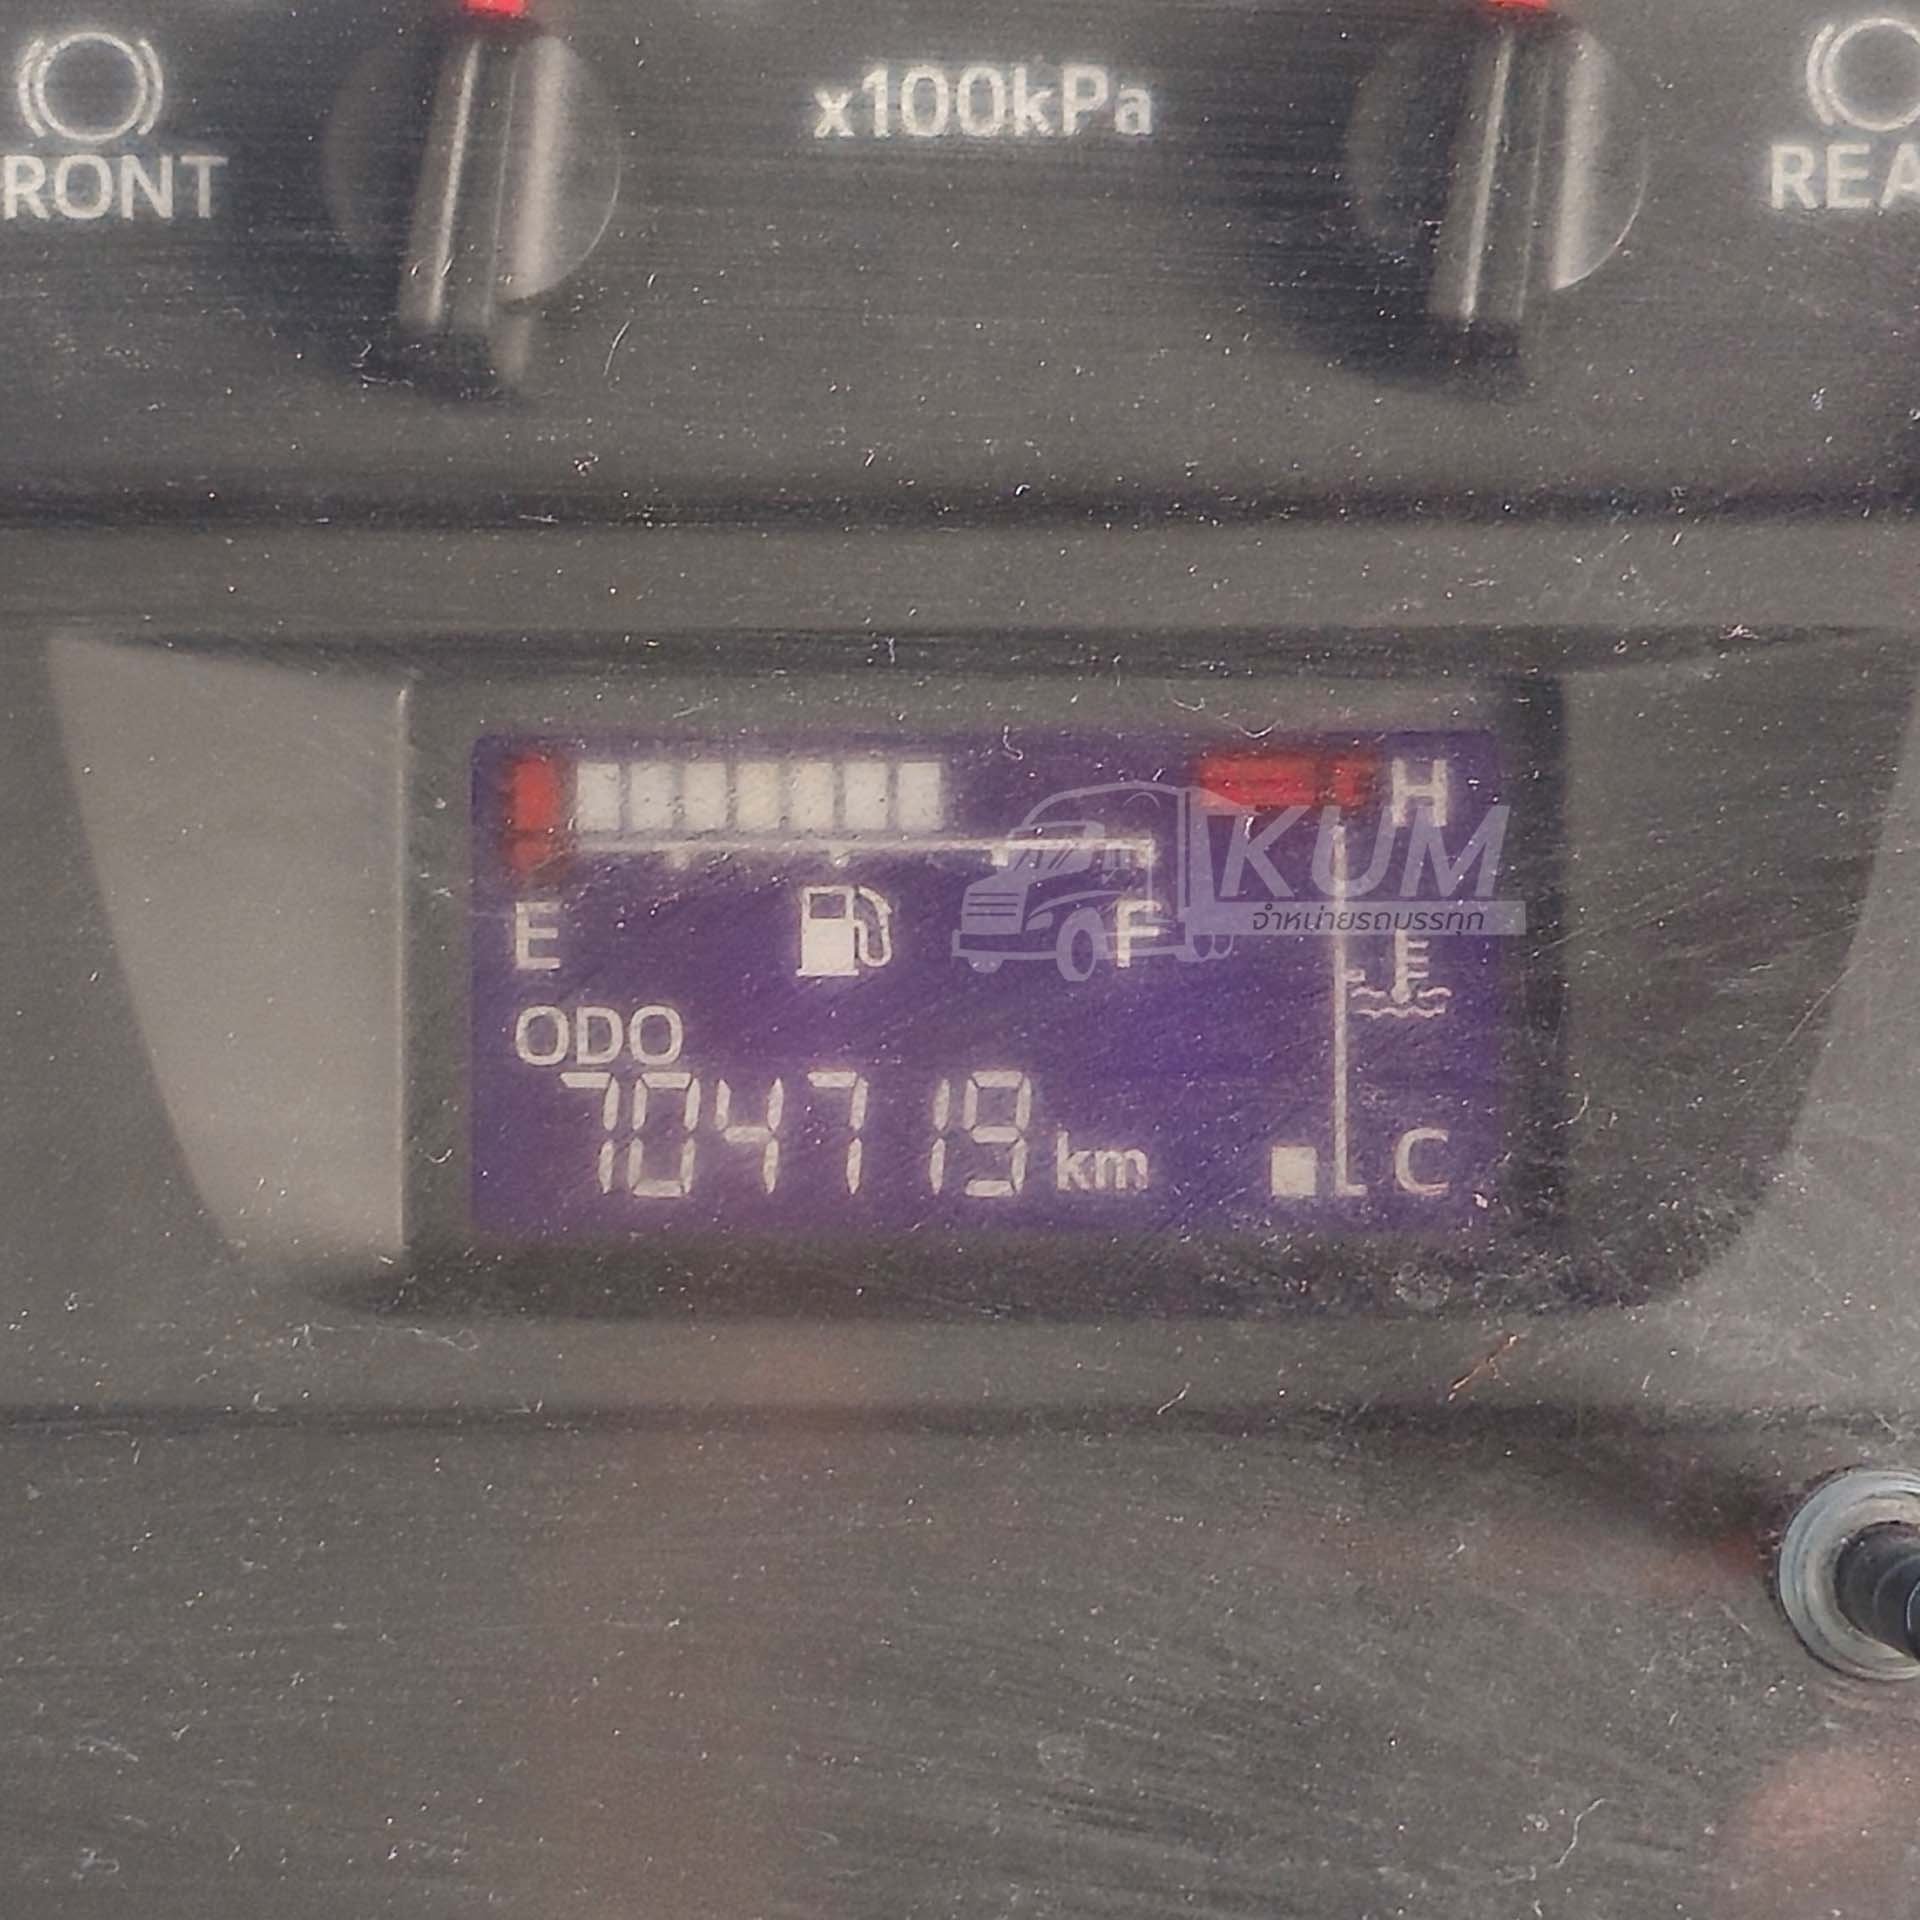 x100kPa
RONT
REA
H
KUM
จำหน่ายรถบรรทุก
E F
ODO
704719 km
C